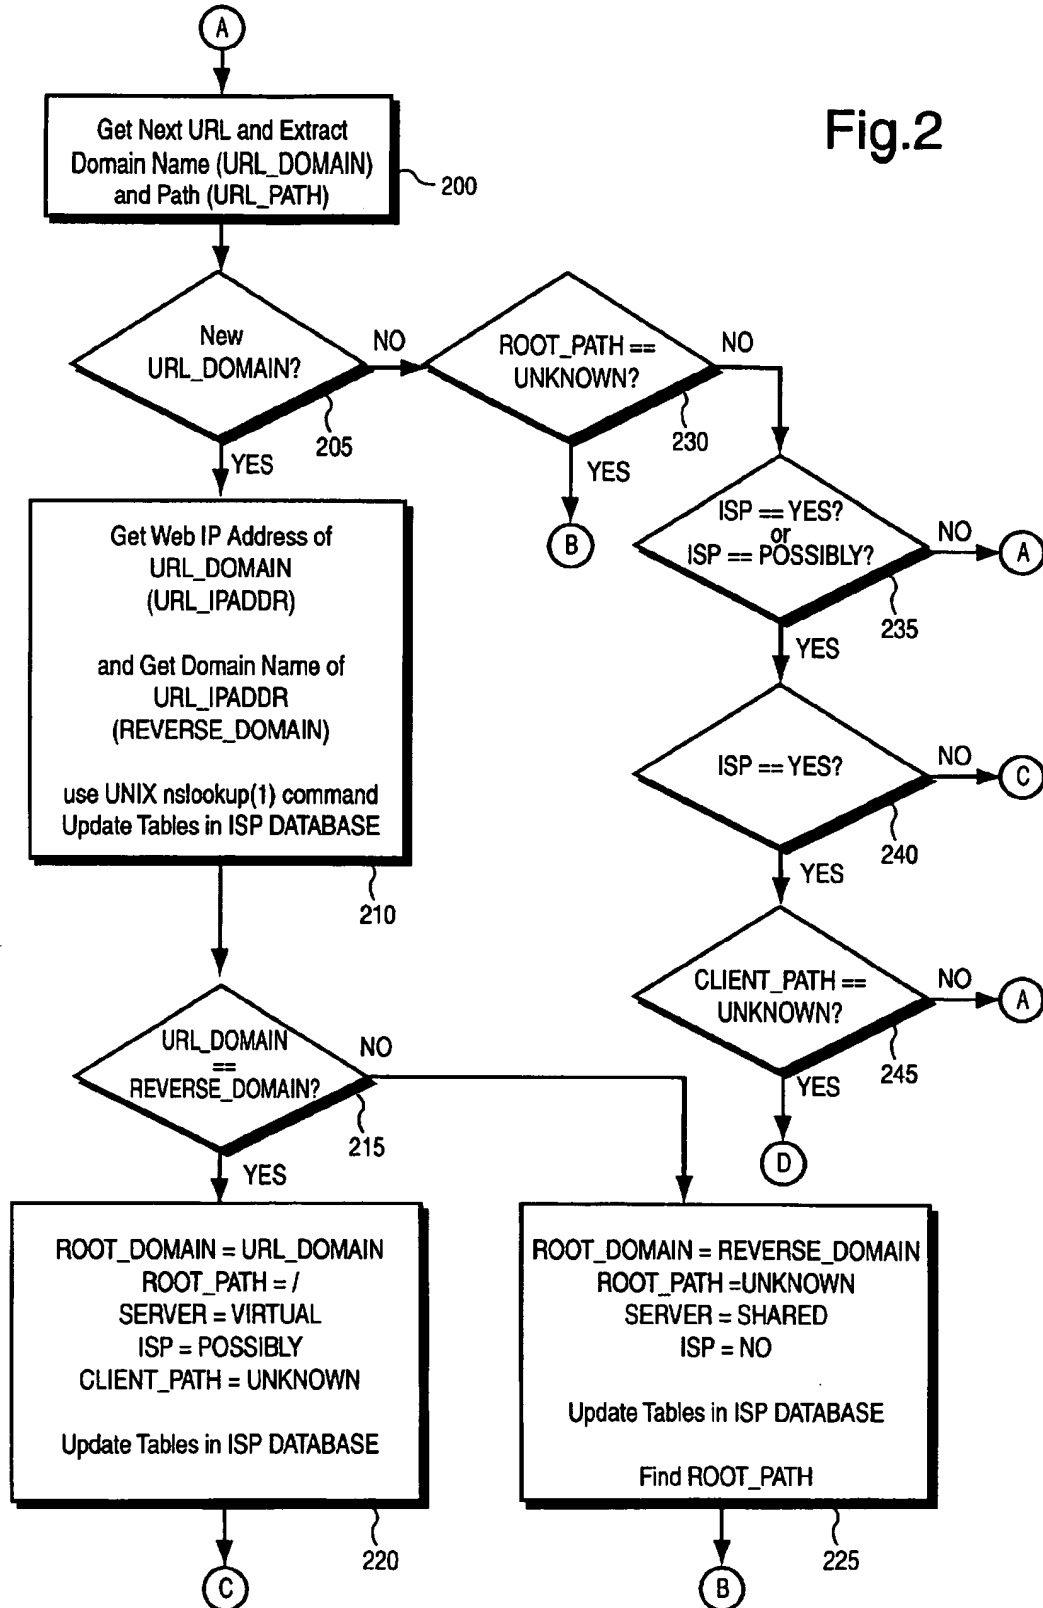 A
Fig.2
Get Next URL and Extract
Domain Name (URL_DOMAIN)
and Path (URL_PATH)
200
New
URL_DOMAIN?
NO
205
YES
ROOT_PATH ==
UNKNOWN?
NO
230
YES
B
ISP == YES?
or
ISP == POSSIBLY?
NO
A
235
YES
Get Web IP Address of
URL_DOMAIN
(URL_IPADDR)
and Get Domain Name of
URL_IPADDR
(REVERSE_DOMAIN)
use UNIX nslookup(1) command
Update Tables in ISP DATABASE
210
ISP == YES?
NO
C
240
YES
CLIENT_PATH ==
UNKNOWN?
NO
A
245
YES
D
URL_DOMAIN
==
REVERSE_DOMAIN?
NO
215
YES
ROOT_DOMAIN = URL_DOMAIN
ROOT_PATH = /
SERVER = VIRTUAL
ISP = POSSIBLY
CLIENT_PATH = UNKNOWN
Update Tables in ISP DATABASE
220
C
ROOT_DOMAIN = REVERSE_DOMAIN
ROOT_PATH =UNKNOWN
SERVER = SHARED
ISP = NO
Update Tables in ISP DATABASE
Find ROOT_PATH
225
B